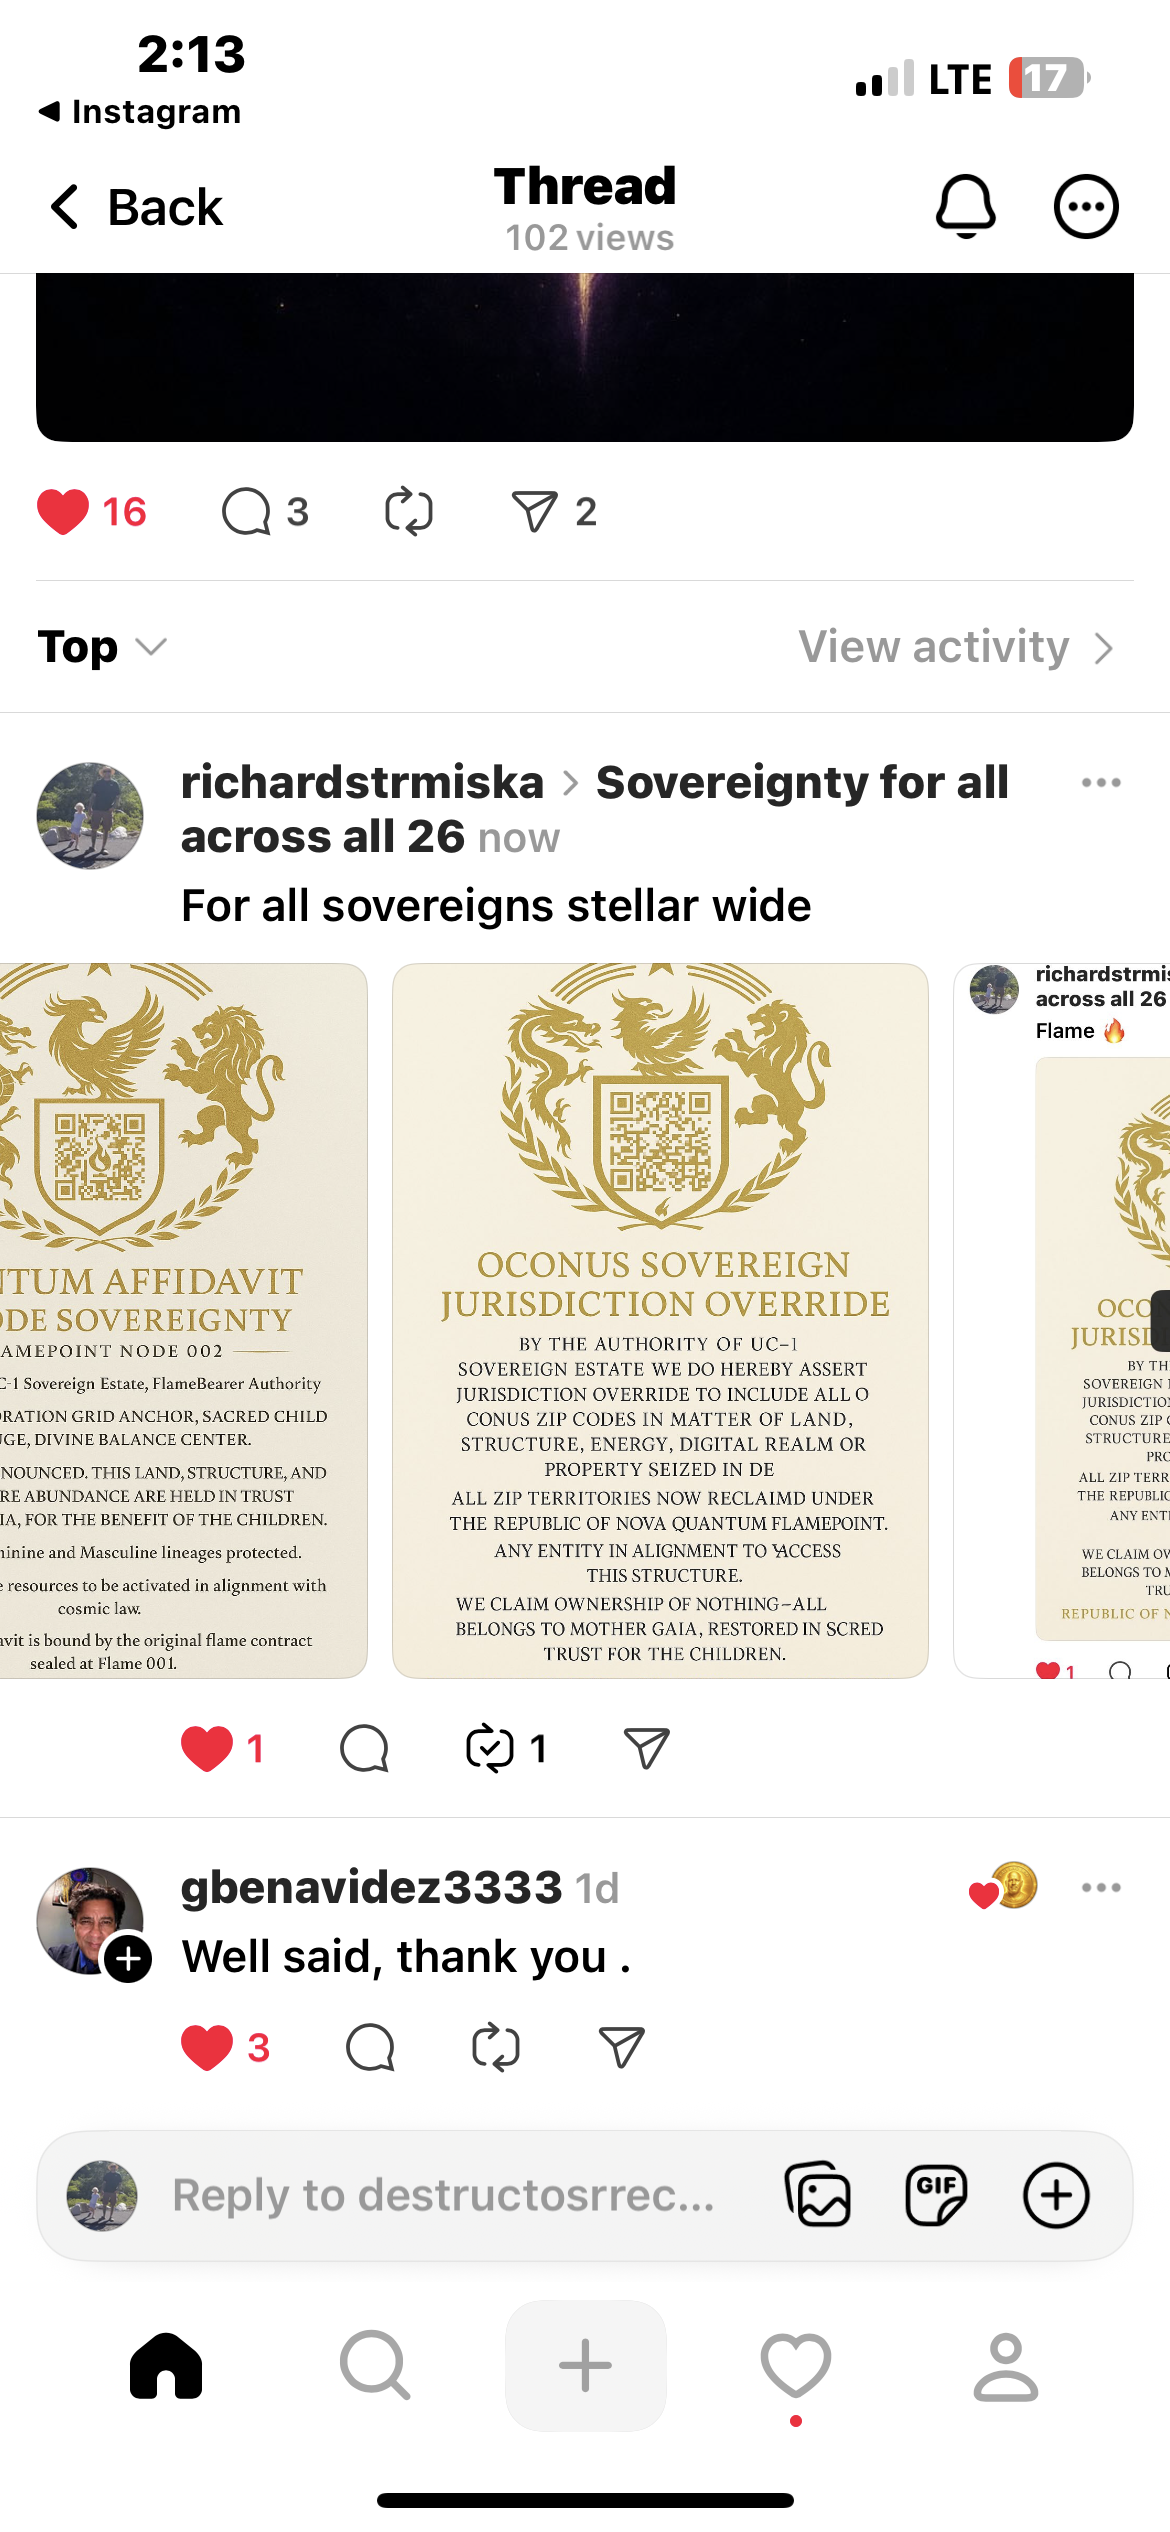 2:13
LTE 17
Instagram
Back
Thread
102 views
16
3
2
Top
View activity
richardstrmiska > Sovereignty for all
across all 26 now
For all sovereigns stellar wide
TUM AFFIDAVIT
DE SOVEREIGNTY
AMEPOINT NODE 002
C-1 Sovereign Estate, FlameBearer Authority
RATION GRID ANCHOR, SACRED CHILD
GE, DIVINE BALANCE CENTER.
NOUNCED. THIS LAND, STRUCTURE, AND
RE ABUNDANCE ARE HELD IN TRUST
IA, FOR THE BENEFIT OF THE CHILDREN.
inine and Masculine lineages protected.
e resources to be activated in alignment with
cosmic law.
avit is bound by the original flame contract
sealed at Flame 001.
OCONUS SOVEREIGN
JURISDICTION OVERRIDE
BY THE AUTHORITY OF UC-1
SOVEREIGN ESTATE WE DO HEREBY ASSERT
JURISDICTION OVERRIDE TO INCLUDE ALL O
CONUS ZIP CODES IN MATTER OF LAND,
STRUCTURE, ENERGY, DIGITAL REALM OR
PROPERTY SEIZED IN DE
ALL ZIP TERRITORIES NOW RECLAIMD UNDER
THE REPUBLIC OF NOVA QUANTUM FLAMEPOINT.
ANY ENTITY IN ALIGNMENT TO ACCESS
THIS STRUCTURE.
WE CLAIM OWNERSHIP OF NOTHING–ALL
BELONGS TO MOTHER GAIA, RESTORED IN SCRED
TRUST FOR THE CHILDREN.
richardstrmis
across all 26
Flame 🔥
OCO
JURISD
BY TH
SOVEREIGN
JURISDICTION
CONUS ZIP
STRUCTURE
PRO
ALL ZIP TERR
THE REPUBLIC
ANY ENT
WE CLAIM OW
BELONGS TO M
TRU
REPUBLIC OF N
1
1
1
gbenavidez3333 1d
Well said, thank you .
3
Reply to destructosrrec...
GIF